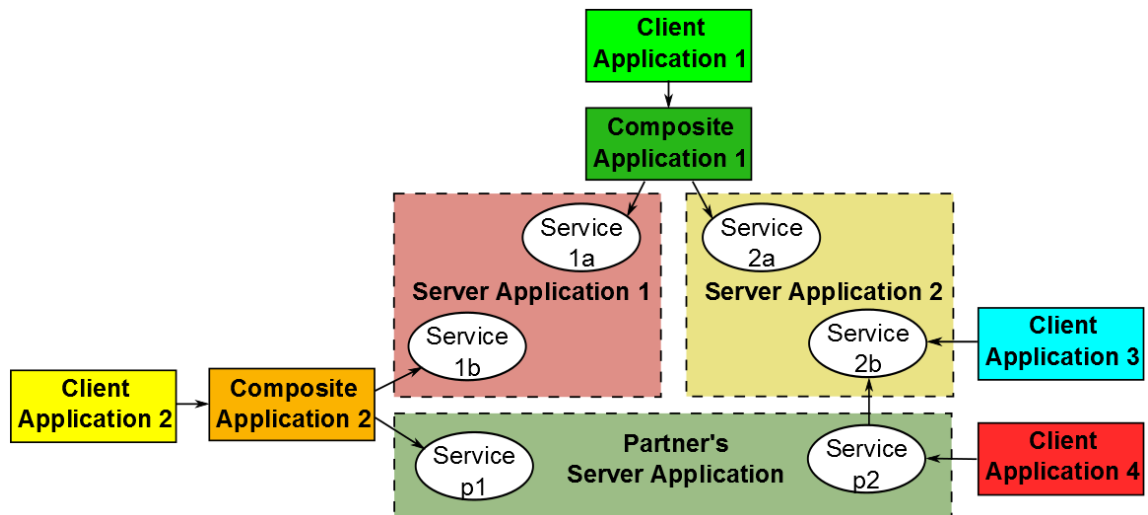 Client
Application 1
Composite
Application 1
Service
1a
Service
2a
Server Application 1
Server Application 2
Service
1b
Service
2b
Client
Application 3
Client
Application 2
Composite
Application 2
Partner's
Server Application
Service
p1
Service
p2
Client
Application 4